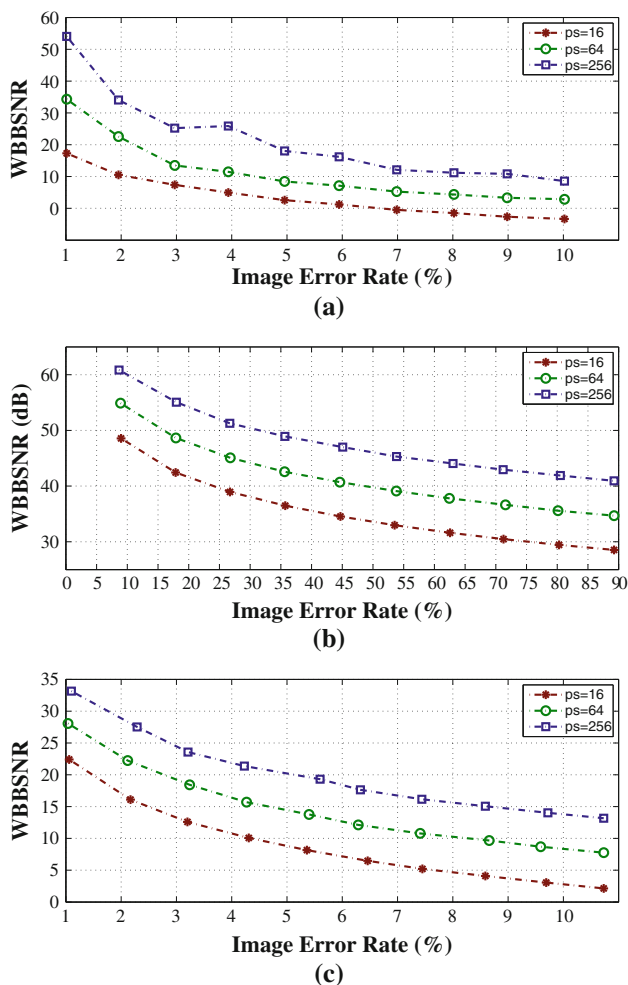 60
50
40
30
20
10
0
WBBSNR
ps=16
ps=64
ps=256
1 2 3 4 5 6 7 8 9 10
Image Error Rate (%)
(a)
60
50
40
30
WBBSNR (dB)
ps=16
ps=64
ps=256
0 5 10 15 20 25 30 35 40 45 50 55 60 65 70 75 80 85 90
Image Error Rate (%)
(b)
35
30
25
20
15
10
5
0
WBBSNR
ps=16
ps=64
ps=256
1 2 3 4 5 6 7 8 9 10
Image Error Rate (%)
(c)